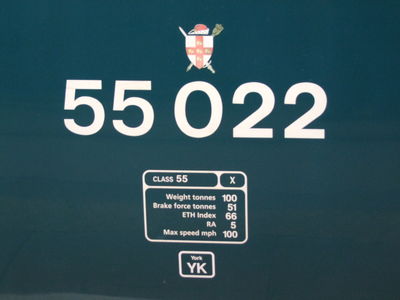 55 022
CLASS 55 X
Weight tonnes 100
Brake force tonnes 51
ETH Index 66
RA 5
Max speed mph 100
York
YK